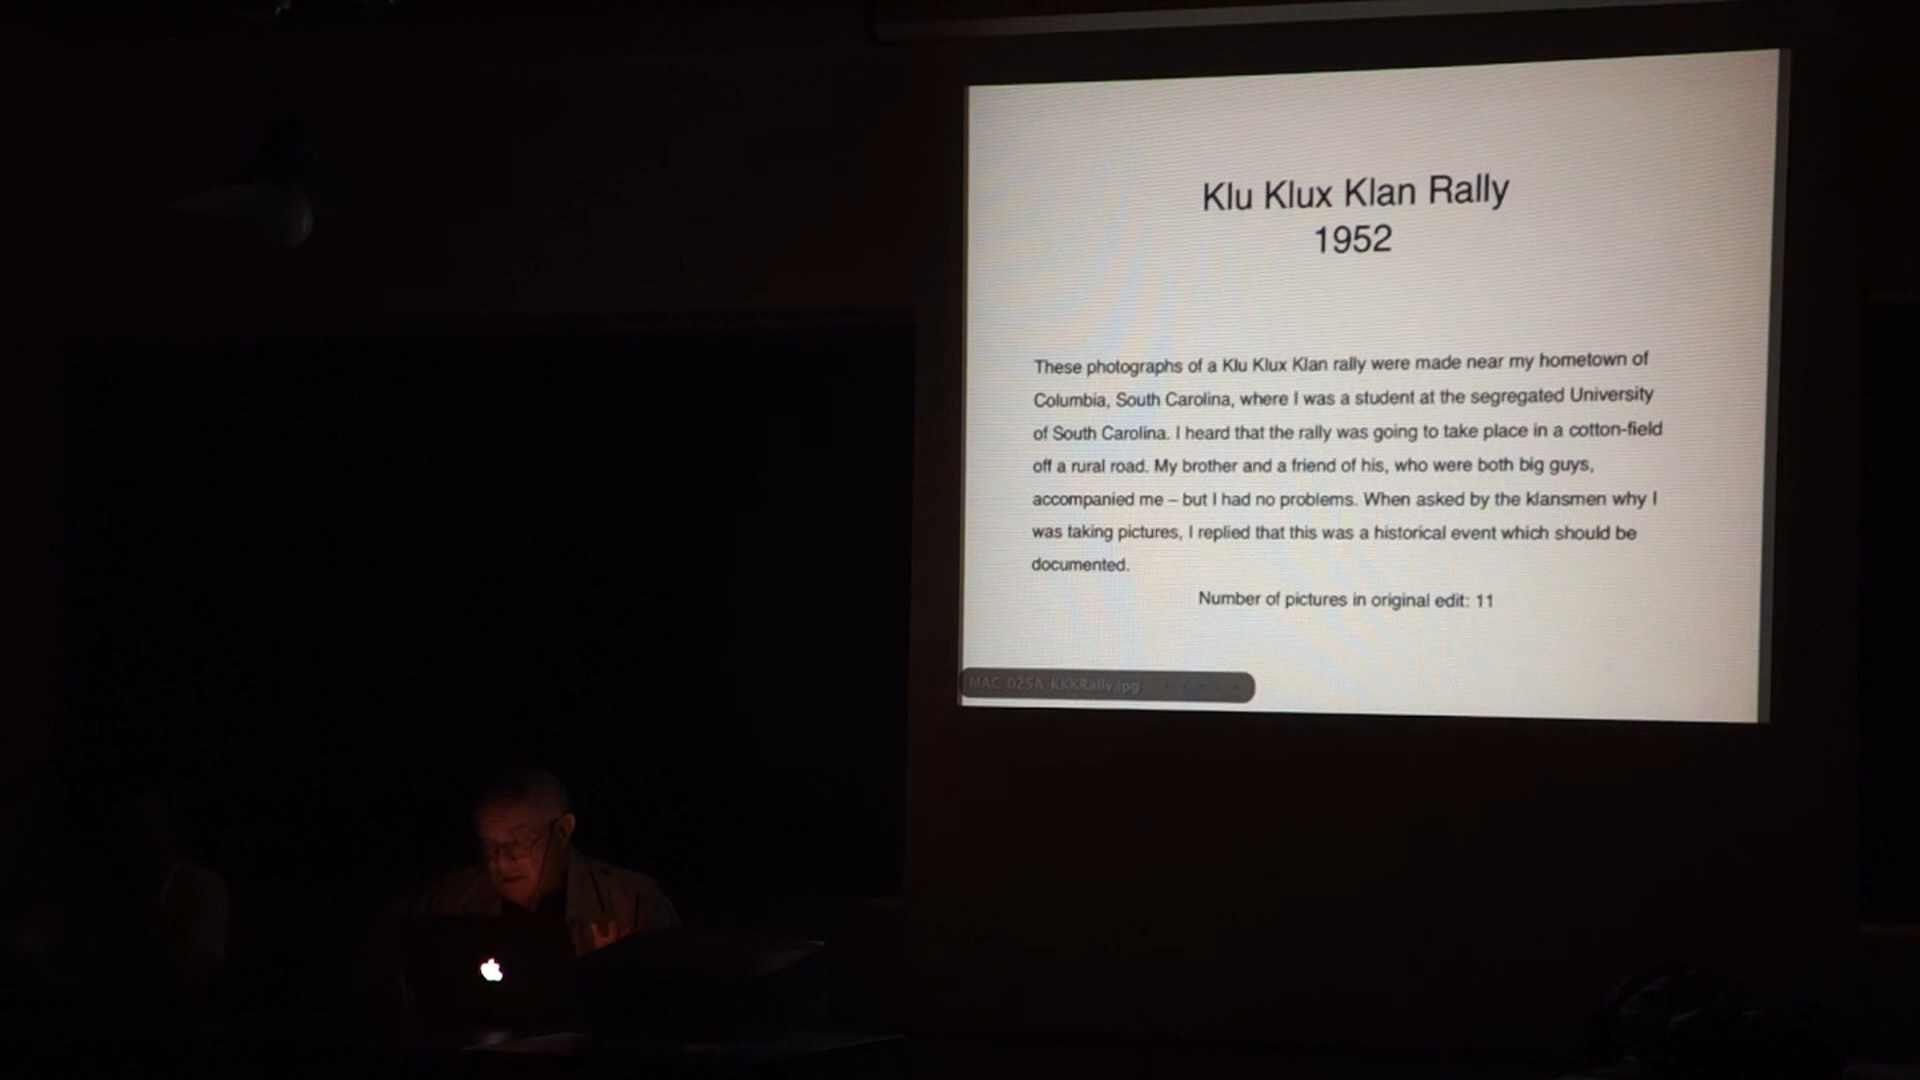 Klu Klux Klan Rally
1952
These photographs of a Klu Klux Klan rally were made near my hometown of
Columbia, South Carolina, where I was a student at the segregated University
of South Carolina. I heard that the rally was going to take place in a cotton-field
off a rural road. My brother and a friend of his, who were both big guys,
accompanied me – but I had no problems. When asked by the klansmen why I
was taking pictures, I replied that this was a historical event which should be
documented.
Number of pictures in original edit: 11
MAC_025A_KKKRally.jpg